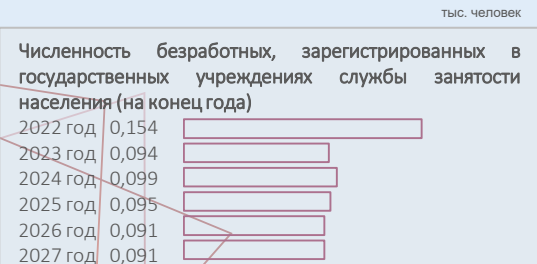 тыс. человек
Численность безработных, зарегистрированных в
государственных учреждениях службы занятости
населения (на конец года)
2022 год 0,154
2023 год 0,094
2024 год 0,099
2025 год 0,095
2026 год 0,091
2027 год 0,091